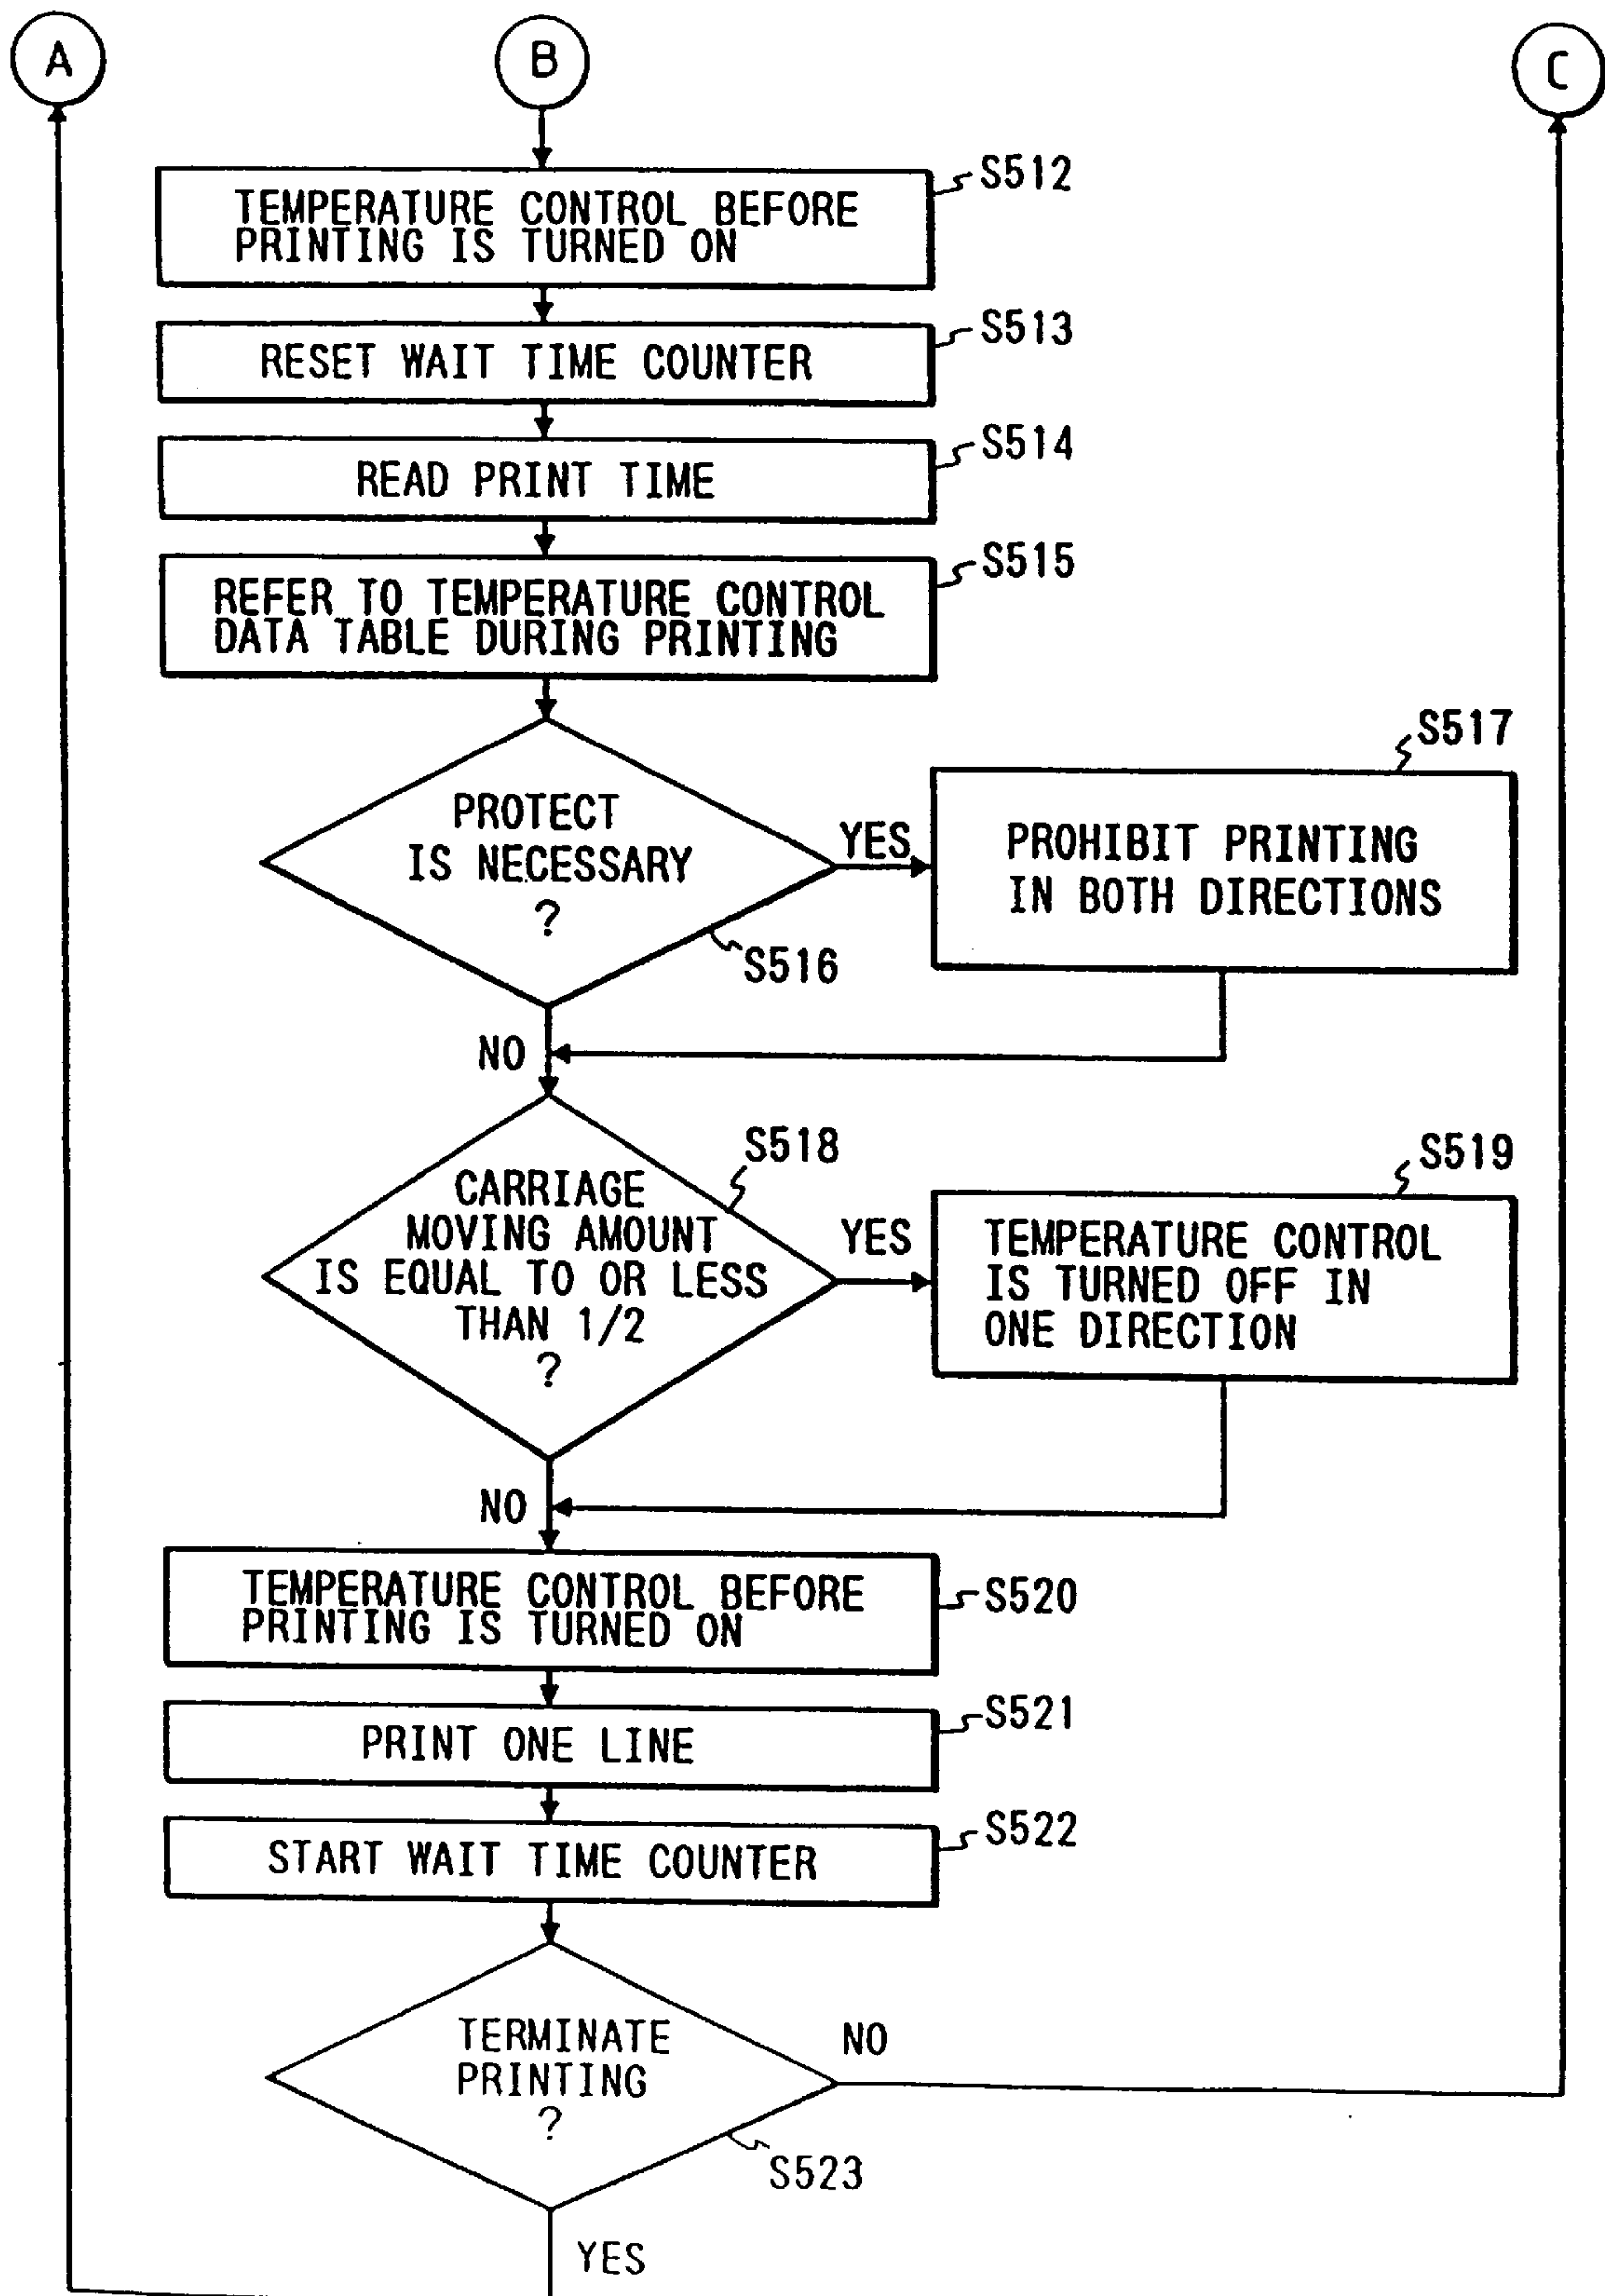 A
B
C
S512
TEMPERATURE CONTROL BEFORE
PRINTING IS TURNED ON
S513
RESET WAIT TIME COUNTER
S514
READ PRINT TIME
S515
REFER TO TEMPERATURE CONTROL
DATA TABLE DURING PRINTING
PROTECT
IS NECESSARY
?
S516
YES
S517
PROHIBIT PRINTING
IN BOTH DIRECTIONS
NO
S518
CARRIAGE
MOVING AMOUNT
IS EQUAL TO OR LESS
THAN 1/2
?
YES
S519
TEMPERATURE CONTROL
IS TURNED OFF IN
ONE DIRECTION
NO
TEMPERATURE CONTROL BEFORE
PRINTING IS TURNED ON
S520
S521
PRINT ONE LINE
S522
START WAIT TIME COUNTER
TERMINATE
PRINTING
?
NO
S523
YES